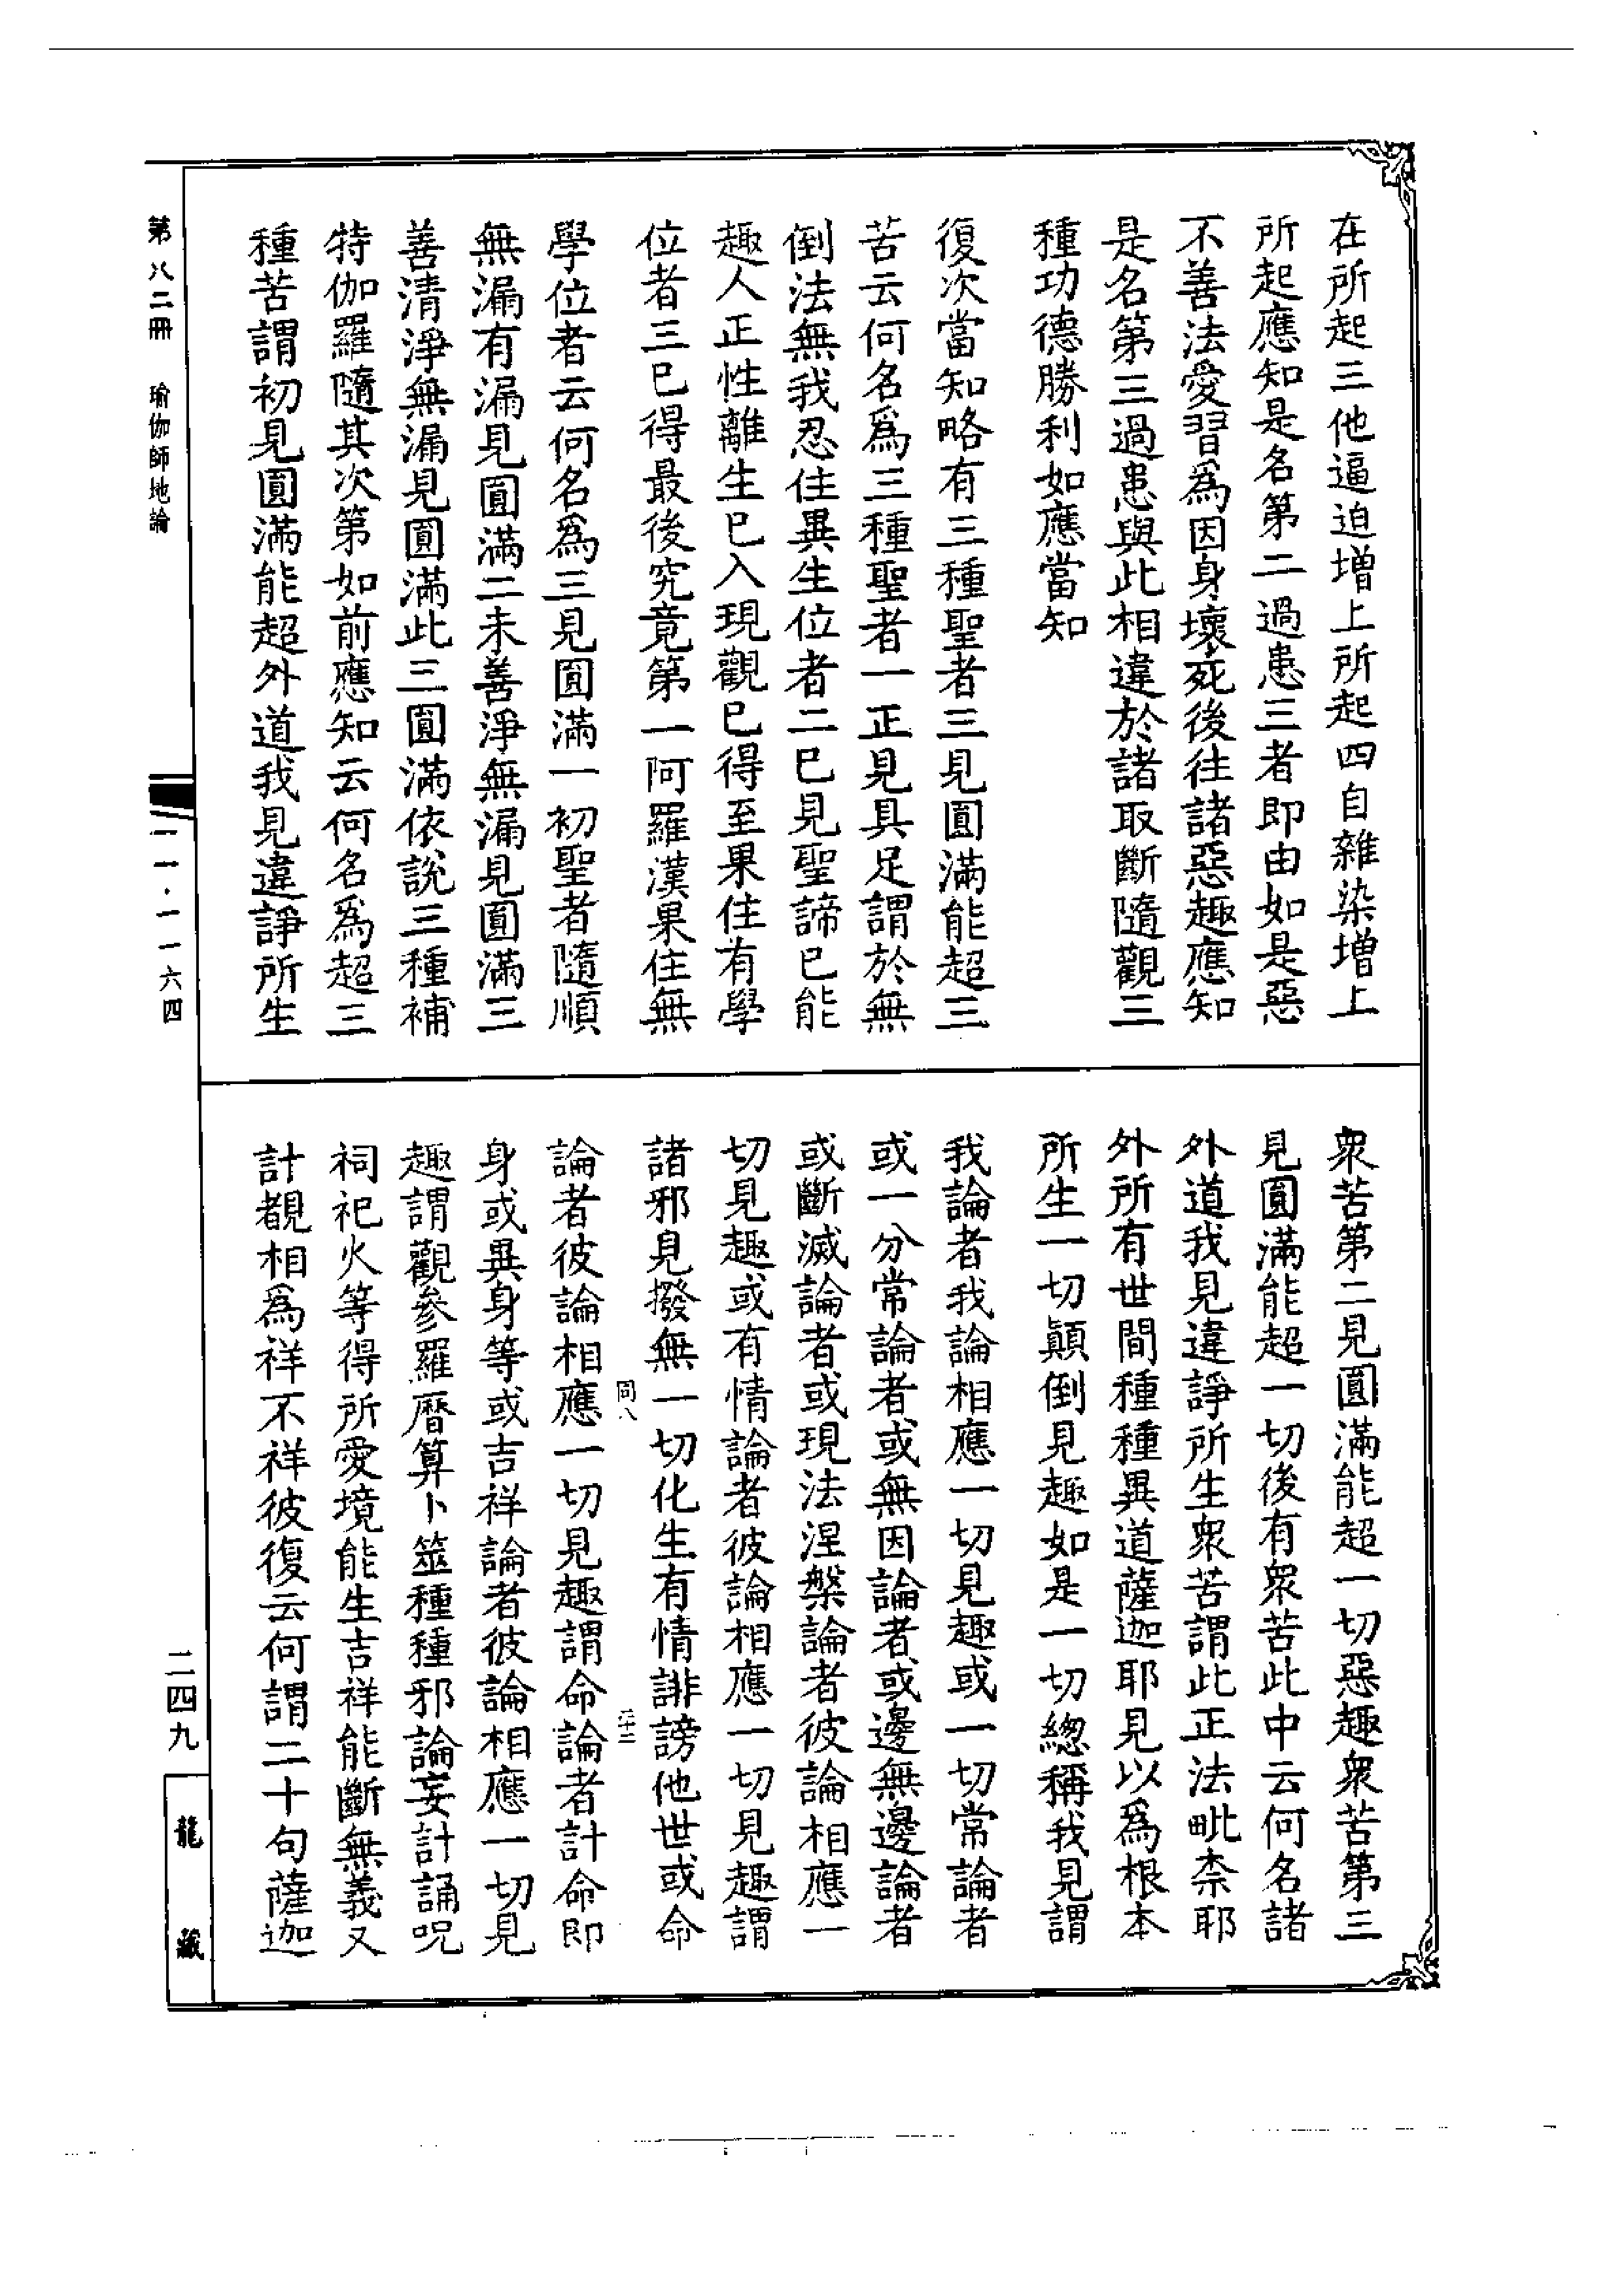 在所起三他逼迫增上所起四自雜染增上
所起應知是名第二過患三者即由如是惡
不善法愛習爲因身壞死後往諸惡趣應知
是名第三過患與此相違於諸取斷隨觀三
種功德勝利如應當知
復次當知略有三種聖者三見圓滿能超三
苦云何名爲三種聖者一正見具足謂於無
倒法無我忍住異生位者二已見聖諦已能
趣人正性離生已入現觀已得至果住有學
位者三已得最後究竟第一阿羅漢果住無
學位者云何名爲三見圓滿一初聖者隨順
無漏有漏見圓滿二未善淨無漏見圓滿三
善清淨無漏見圓滿此三圓滿依說三種補
特伽羅隨其次第如前應知云何名爲超三
種苦謂初見圓滿能超外道我見違諍所生
衆苦第二見圓滿能超一切惡趣衆苦第三
見圓滿能超一切後有衆苦此中云何名諸
外道我見違諍所生衆苦謂此正法毗柰耶
外所有世間種種異道薩迦耶見以爲根本
所生一切顚倒見趣如是一切總稱我見謂
我論者我論相應一切見趣或一切常論者
或一分常論者或無因論者或邊無邊論者
或斷滅論者或現法涅槃論者彼論相應一
切見趣或有情論者彼論相應一切見趣謂
諸邪見撥無一切化生有情誹謗他世或命
同八
二十三
論者彼論相應一切見趣謂命論者計命即
身或異身等或吉祥論者彼論相應一切見
趣謂觀參羅曆算卜筮種種邪論妄計誦呪
祠祀火等得所愛境能生吉祥能斷無義又
計覩相爲祥不祥彼復云何謂二十句薩迦
第八二冊 瑜伽師地論
一一·一一六四
二四九
龍藏